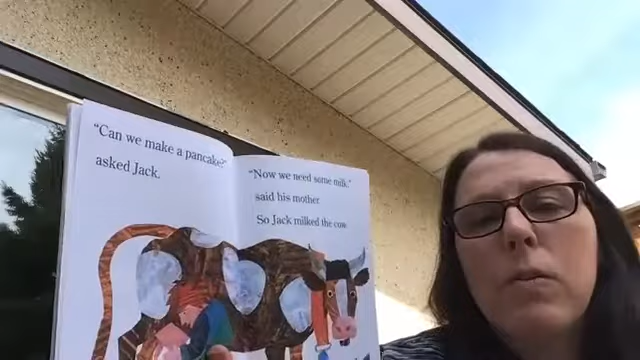 “Can we make a pancake?”
asked Jack.
“Now we need some milk,”
said his mother.
So Jack milked the cow.